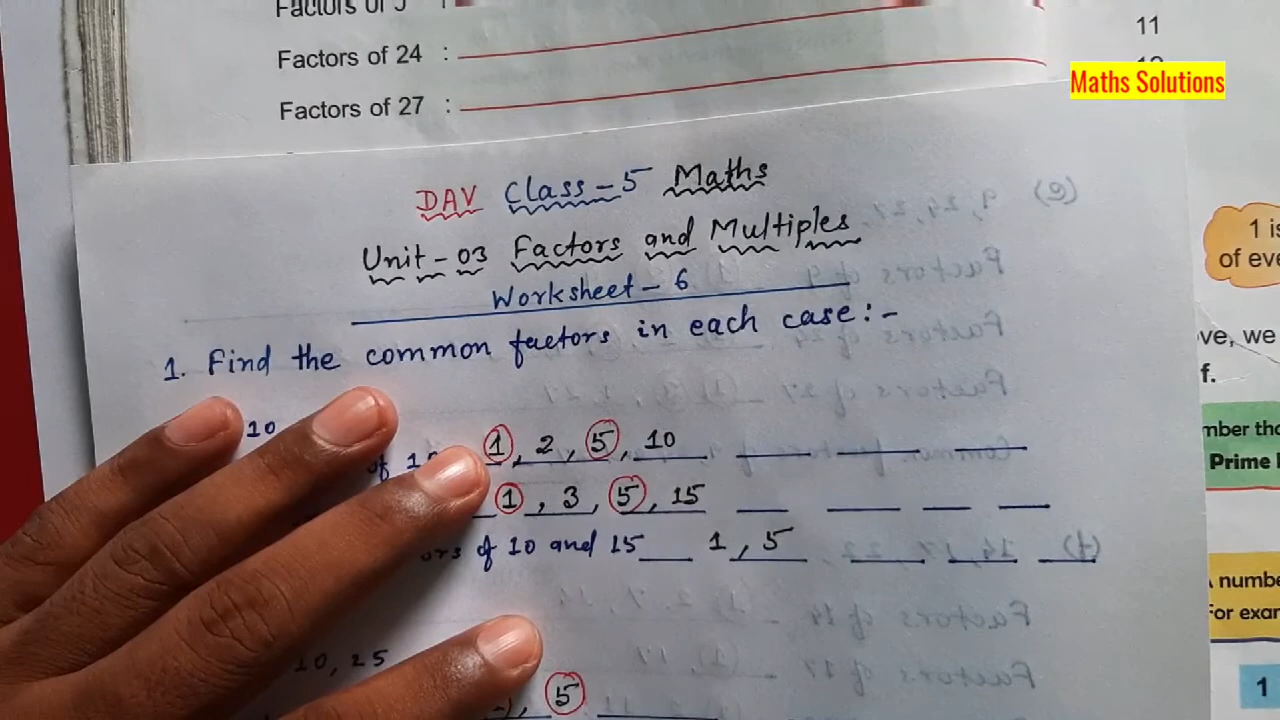 Factors of
11
Factors of 24 :
Maths Solutions
Factors of 27 :
DAV Class-5 Maths
Unit-03 Factors and Multiples
Worksheet-6
1. Find the common factors in each case:-
10
of 1, 2, 5, 10
1, 3, 5, 15
of 10 and 15 1, 5
10, 25
5
1 is
of eve
ve, we
f.
mber tha
Prime
numbe
For exar
1